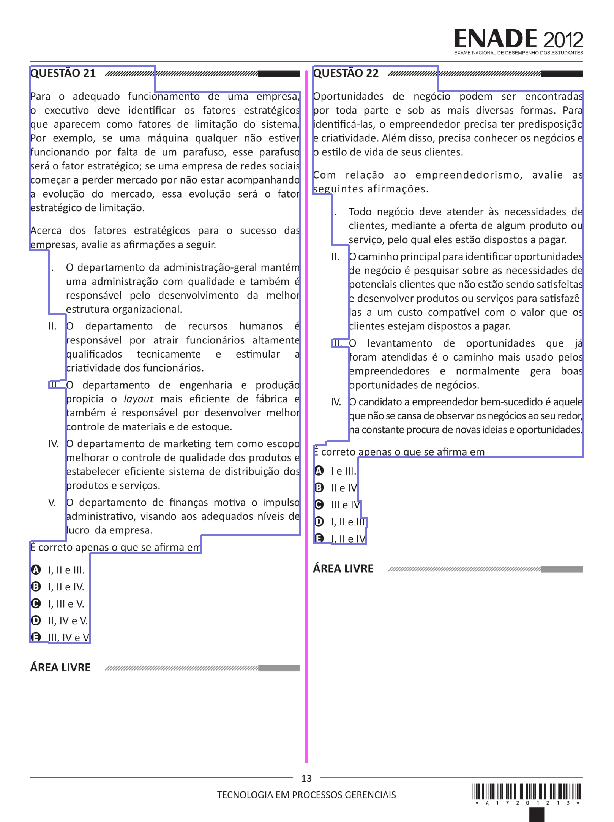 ENADE 2012
EXAME NACIONAL DE DESEMPENHO DOS ESTUDANTES
QUESTÃO 21
Para o adequado funcionamento de uma empresa,
o executivo deve identificar os fatores estratégicos
que aparecem como fatores de limitação do sistema.
Por exemplo, se uma máquina qualquer não estiver
funcionando por falta de um parafuso, esse parafuso
será o fator estratégico; se uma empresa de redes sociais
começar a perder mercado por não estar acompanhando
a evolução do mercado, essa evolução será o fator
estratégico de limitação.
Acerca dos fatores estratégicos para o sucesso das
empresas, avalie as afirmações a seguir.
I. O departamento da administração-geral mantém
uma administração com qualidade e também é
responsável pelo desenvolvimento da melhor
estrutura organizacional.
II. O departamento de recursos humanos é
responsável por atrair funcionários altamente
qualificados tecnicamente e estimular a
criatividade dos funcionários.
III. O departamento de engenharia e produção
propicia o layout mais eficiente de fábrica e
também é responsável por desenvolver melhor
controle de materiais e de estoque.
IV. O departamento de marketing tem como escopo
melhorar o controle de qualidade dos produtos e
estabelecer eficiente sistema de distribuição dos
produtos e serviços.
V. O departamento de finanças motiva o impulso
administrativo, visando aos adequados níveis de
lucro da empresa.
É correto apenas o que se afirma em
A I, II e III.
B I, II e IV.
C I, III e V.
D II, IV e V.
E III, IV e V
ÁREA LIVRE
QUESTÃO 22
Oportunidades de negócio podem ser encontradas
por toda parte e sob as mais diversas formas. Para
identificá-las, o empreendedor precisa ter predisposição
e criatividade. Além disso, precisa conhecer os negócios e
o estilo de vida de seus clientes.
Com relação ao empreendedorismo, avalie as
seguintes afirmações.
I. Todo negócio deve atender às necessidades de
clientes, mediante a oferta de algum produto ou
serviço, pelo qual eles estão dispostos a pagar.
II. O caminho principal para identificar oportunidades
de negócio é pesquisar sobre as necessidades de
potenciais clientes que não estão sendo satisfeitas
e desenvolver produtos ou serviços para satisfazê-
las a um custo compatível com o valor que os
clientes estejam dispostos a pagar.
III. O levantamento de oportunidades que já
foram atendidas é o caminho mais usado pelos
empreendedores e normalmente gera boas
oportunidades de negócios.
IV. O candidato a empreendedor bem-sucedido é aquele
que não se cansa de observar os negócios ao seu redor,
na constante procura de novas ideias e oportunidades.
É correto apenas o que se afirma em
A I e III.
B II e IV
C III e IV
D I, II e III
E I, II e IV
ÁREA LIVRE
13
TECNOLOGIA EM PROCESSOS GERENCIAIS
* A 1 7 2 0 1 2 1 3 *